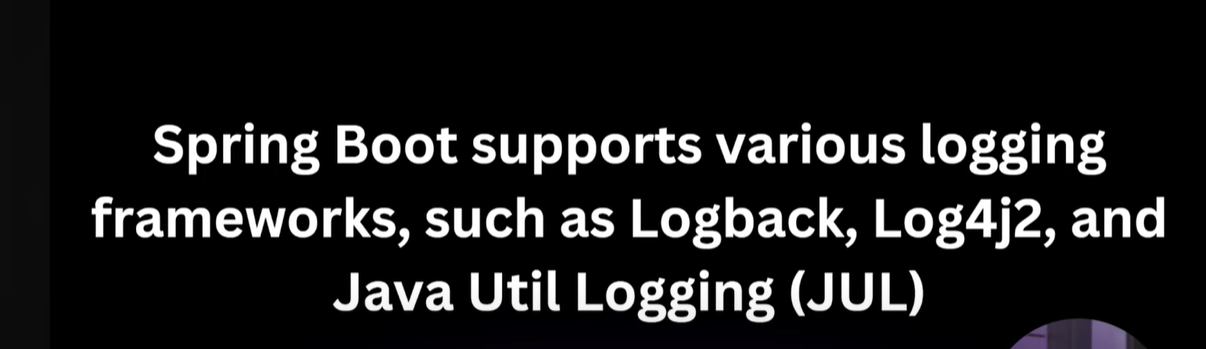 Spring Boot supports various logging
frameworks, such as Logback, Log4j2, and
Java Util Logging (JUL)